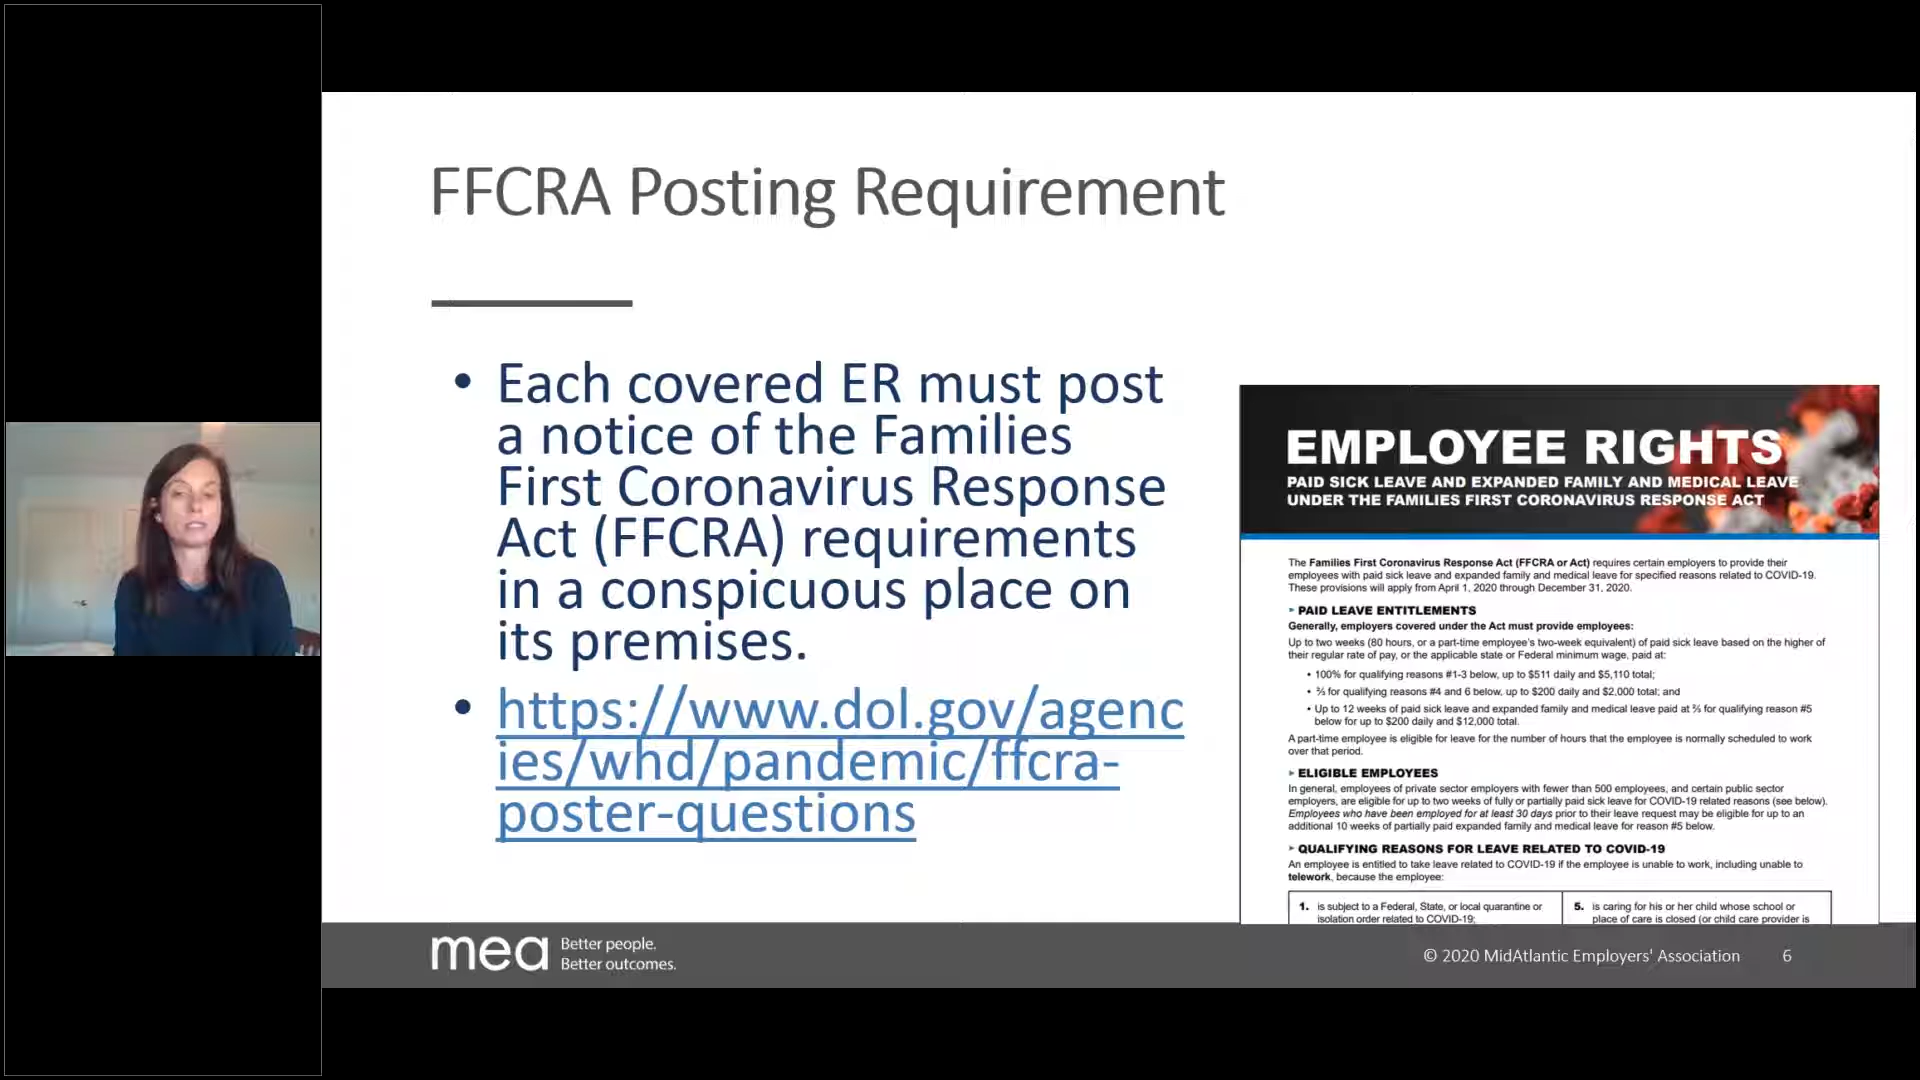 FFCRA Posting Requirement
• Each covered ER must post
a notice of the Families
First Coronavirus Response
Act (FFCRA) requirements
in a conspicuous place on
its premises.
• https://www.dol.gov/agenc
ies/whd/pandemic/ffcra-
poster-questions
EMPLOYEE RIGHTS
PAID SICK LEAVE AND EXPANDED FAMILY AND MEDICAL LEAVE
UNDER THE FAMILIES FIRST CORONAVIRUS RESPONSE ACT
The Families First Coronavirus Response Act (FFCRA or Act) requires certain employers to provide their
employees with paid sick leave and expanded family and medical leave for specified reasons related to COVID-19.
These provisions will apply from April 1, 2020 through December 31, 2020.
▸ PAID LEAVE ENTITLEMENTS
Generally, employers covered under the Act must provide employees:
Up to two weeks (80 hours, or a part-time employee's two-week equivalent) of paid sick leave based on the higher of
their regular rate of pay, or the applicable state or Federal minimum wage, paid at:
• 100% for qualifying reasons #1-3 below, up to $511 daily and $5,110 total;
• ⅔ for qualifying reasons #4 and 6 below, up to $200 daily and $2,000 total; and
• Up to 12 weeks of paid sick leave and expanded family and medical leave paid at ⅔ for qualifying reason #5
below for up to $200 daily and $12,000 total.
A part-time employee is eligible for leave for the number of hours that the employee is normally scheduled to work
over that period.
▸ ELIGIBLE EMPLOYEES
In general, employees of private sector employers with fewer than 500 employees, and certain public sector
employers, are eligible for up to two weeks of fully or partially paid sick leave for COVID-19 related reasons (see below).
Employees who have been employed for at least 30 days prior to their leave request may be eligible for up to an
additional 10 weeks of partially paid expanded family and medical leave for reason #5 below.
▸ QUALIFYING REASONS FOR LEAVE RELATED TO COVID-19
An employee is entitled to take leave related to COVID-19 if the employee is unable to work, including unable to
telework, because the employee:
1. is subject to a Federal, State, or local quarantine or
isolation order related to COVID-19;
5. is caring for his or her child whose school or
place of care is closed (or child care provider is
mea Better people.
Better outcomes.
© 2020 MidAtlantic Employers' Association 6